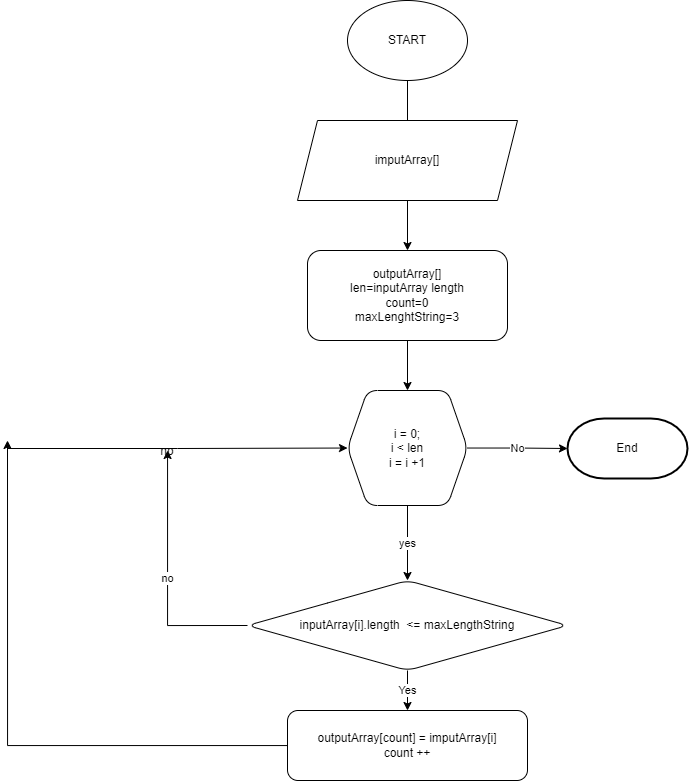 START
imputArray[]
outputArray[]
len=inputArray length
count=0
maxLenghtString=3
i = 0;
i < len
i = i +1
No
End
no
yes
no
inputArray[i].length <= maxLengthString
Yes
outputArray[count] = imputArray[i]
count ++